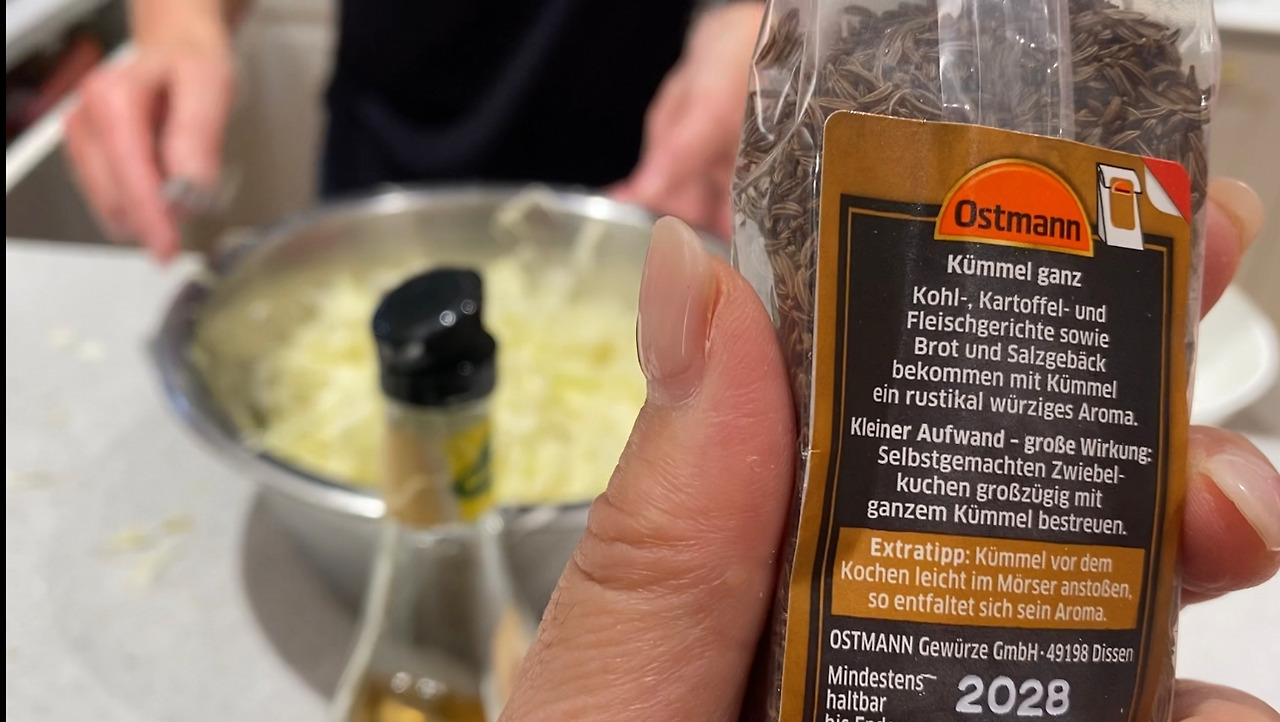 Ostmann
Kümmel ganz
Kohl-, Kartoffel- und
Fleischgerichte sowie
Brot und Salzgebäck
bekommen mit Kümmel
ein rustikal würziges Aroma.
Kleiner Aufwand – große Wirkung:
Selbstgemachten Zwiebel-
kuchen großzügig mit
ganzem Kümmel bestreuen.
Extratipp: Kümmel vor dem
Kochen leicht im Mörser anstoßen,
so entfaltet sich sein Aroma.
OSTMANN Gewürze GmbH · 49198 Dissen
Mindestens
haltbar
2028
bis Ende